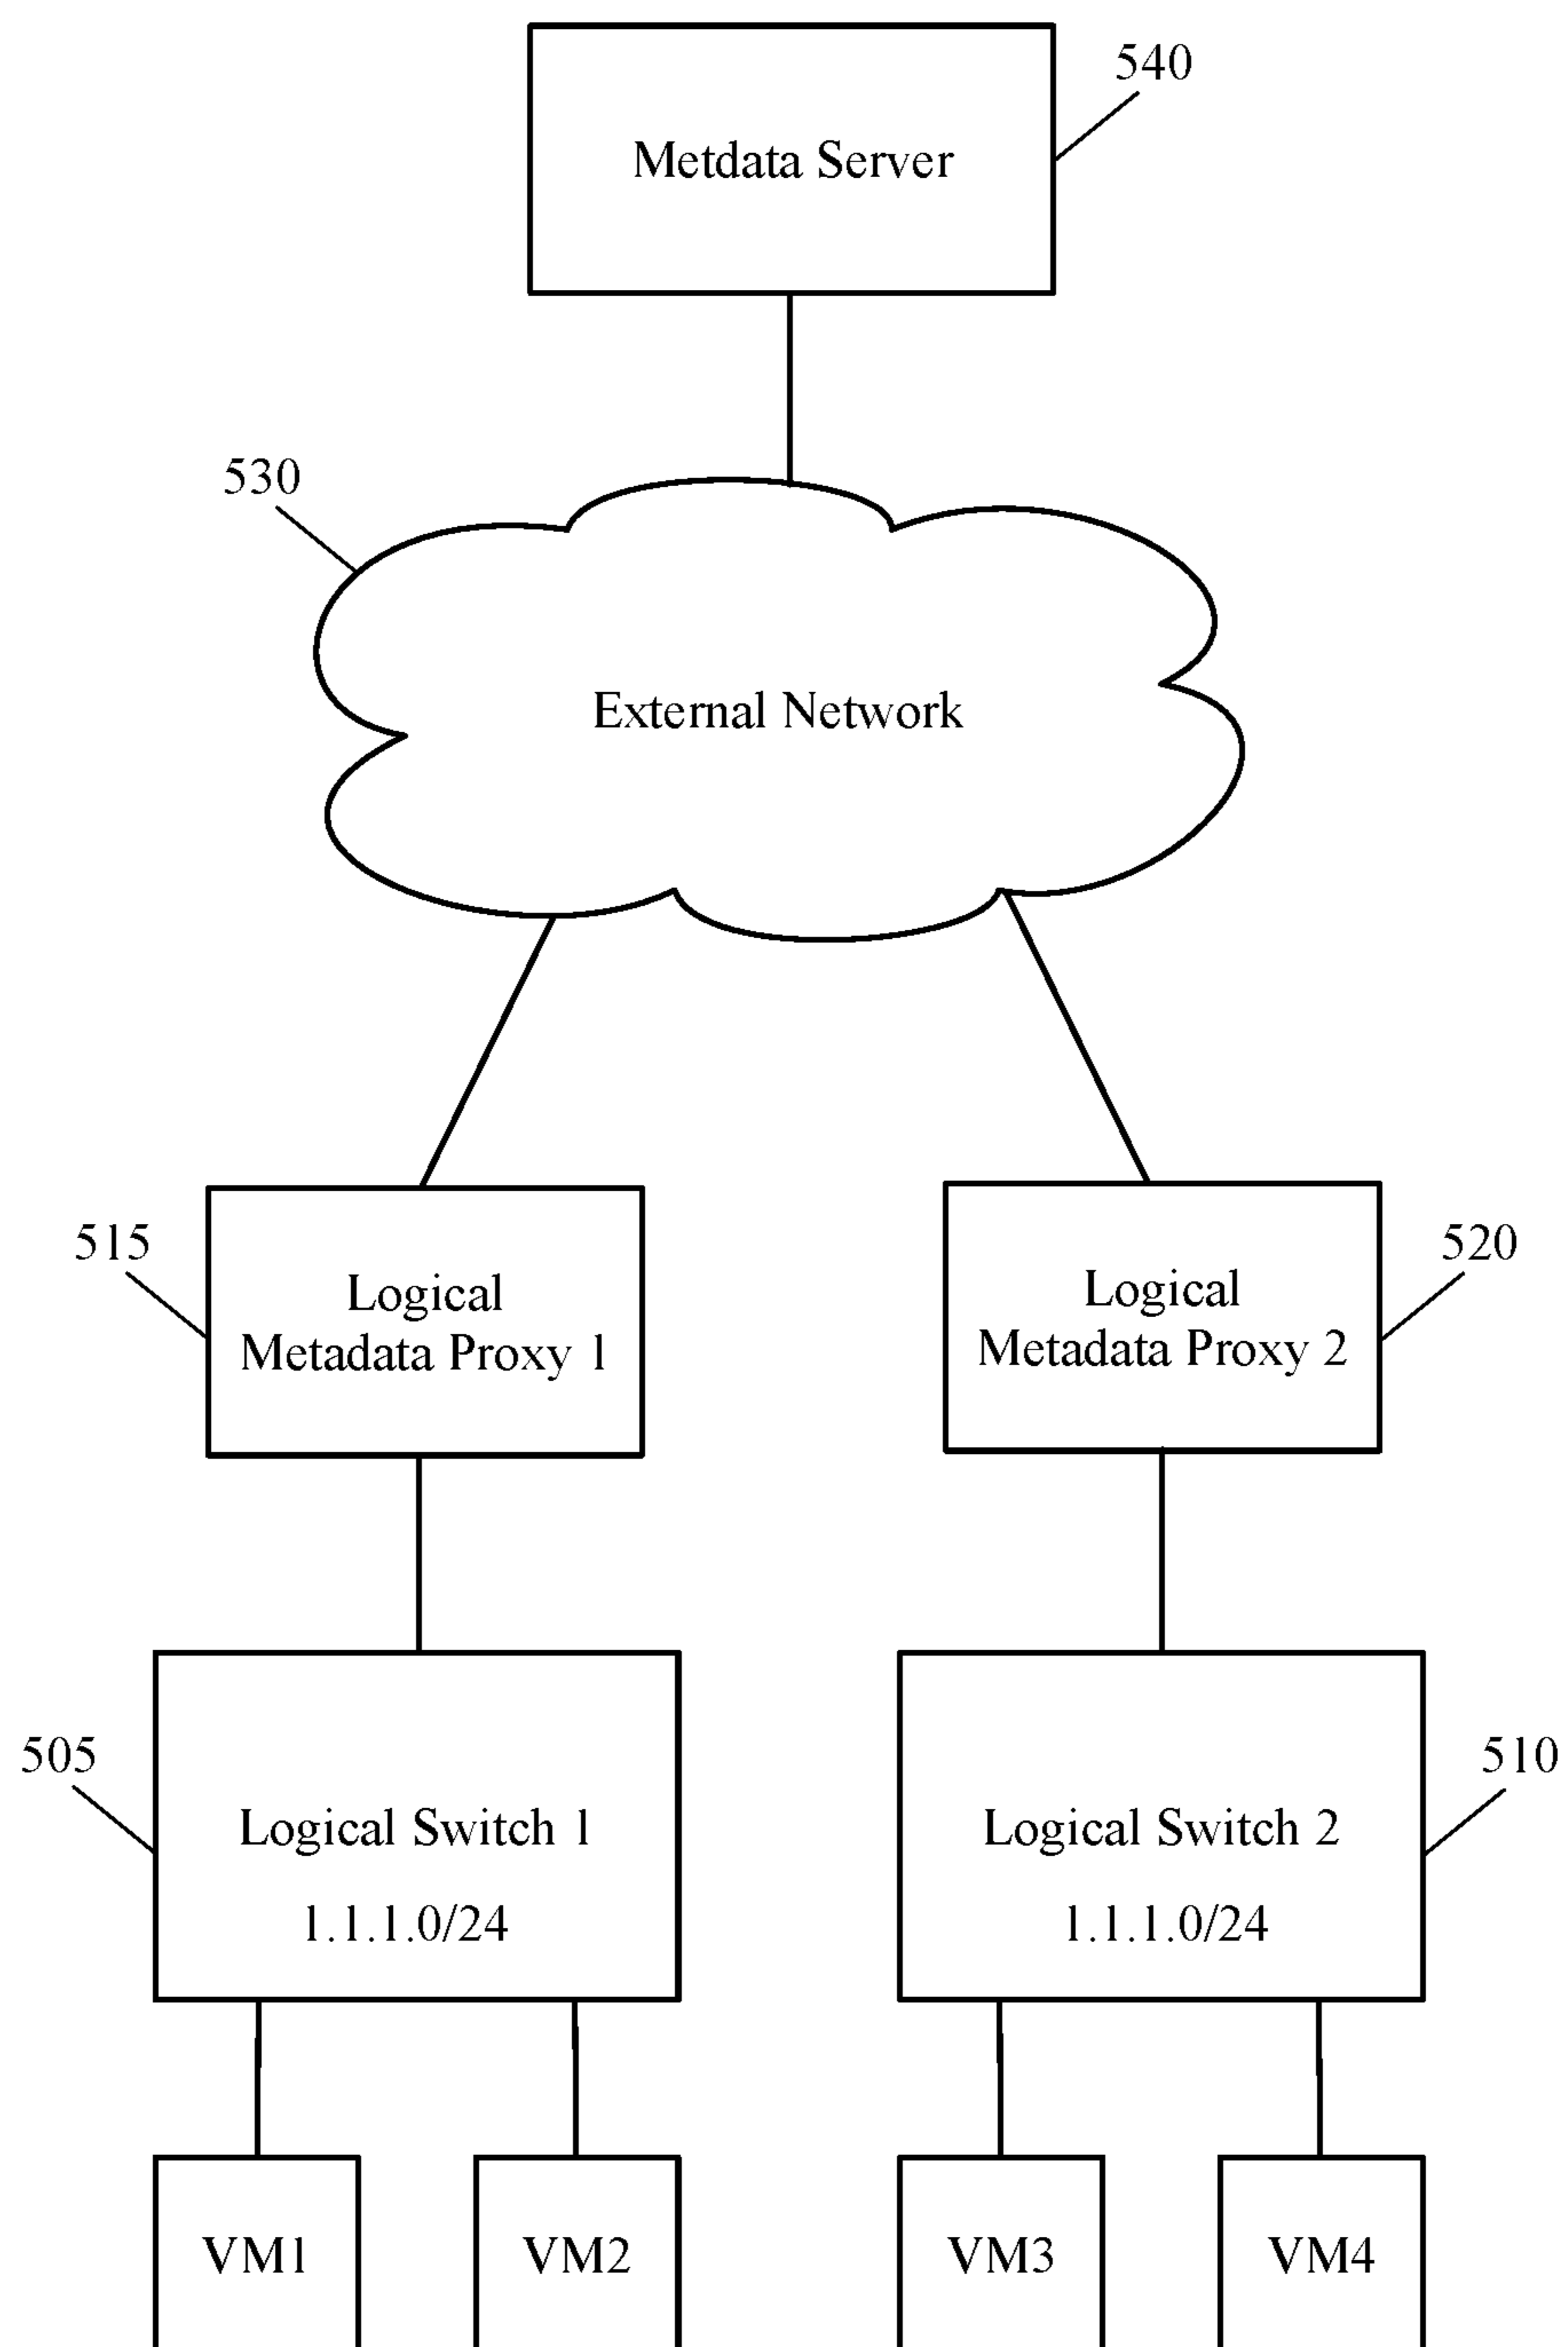 540
Metdata Server
530
External Network
515
Logical
Metadata Proxy 1
520
Logical
Metadata Proxy 2
505
Logical Switch 1
1.1.1.0/24
510
Logical Switch 2
1.1.1.0/24
VM1
VM2
VM3
VM4